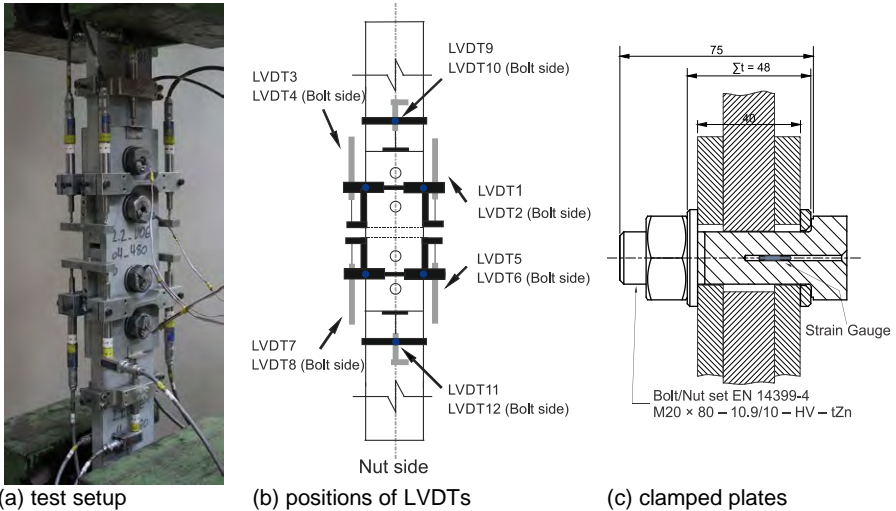 LVDT9
LVDT10 (Bolt side)
LVDT3
LVDT4 (Bolt side)
LVDT1
LVDT2 (Bolt side)
LVDT5
LVDT6 (Bolt side)
LVDT7
LVDT8 (Bolt side)
LVDT11
LVDT12 (Bolt side)
Nut side
75
∑t = 48
40
Strain Gauge
Bolt/Nut set EN 14399-4
M20 × 80 – 10.9/10 – HV – tZn
(a) test setup
(b) positions of LVDTs
(c) clamped plates